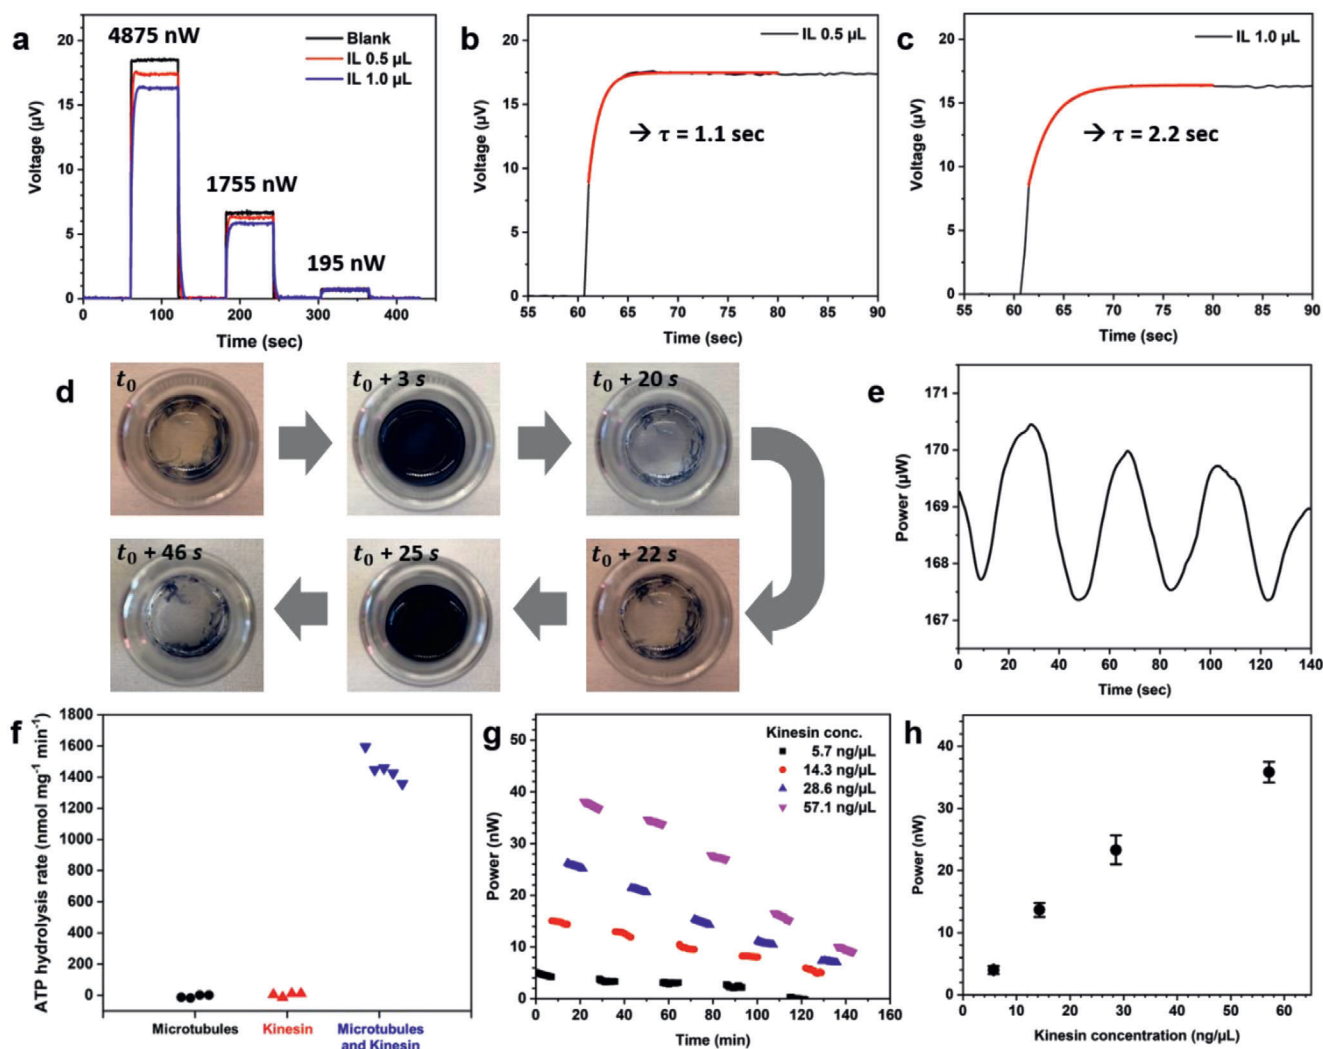 a
4875 nW
Blank
IL 0.5 µL
IL 1.0 µL
1755 nW
195 nW
Voltage (µV)
20
15
10
5
0
0 100 200 300 400
Time (sec)
b
IL 0.5 µL
→ τ = 1.1 sec
Voltage (µV)
20
15
10
5
0
55 60 65 70 75 80 85 90
Time (sec)
c
IL 1.0 µL
→ τ = 2.2 sec
Voltage (µV)
20
15
10
5
0
55 60 65 70 75 80 85 90
Time (sec)
d
t0
t0 + 3 s
t0 + 20 s
t0 + 46 s
t0 + 25 s
t0 + 22 s
e
Power (µW)
171
170
169
168
167
0 20 40 60 80 100 120 140
Time (sec)
f
ATP hydrolysis rate (nmol mg⁻¹ min⁻¹)
1800
1600
1400
1200
1000
800
600
400
200
0
Microtubules Kinesin Microtubules
and Kinesin
g
Kinesin conc.
5.7 ng/µL
14.3 ng/µL
28.6 ng/µL
57.1 ng/µL
Power (nW)
50
40
30
20
10
0
0 20 40 60 80 100 120 140 160
Time (min)
h
Power (nW)
40
30
20
10
0
0 10 20 30 40 50 60
Kinesin concentration (ng/µL)